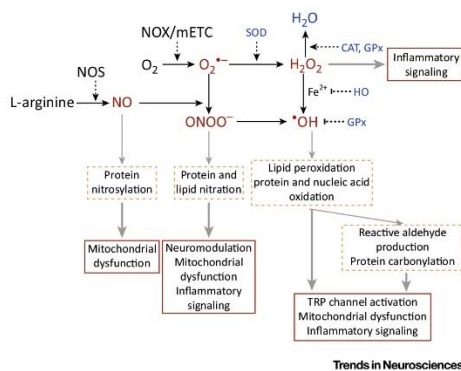 H₂O
NOX/mETC
SOD
CAT, GPx
O₂
O₂•−
H₂O₂
Inflammatory
signaling
NOS
Fe²⁺
HO
L-arginine
NO
ONOO−
•OH
GPx
Protein
nitrosylation
Protein and
lipid nitration
Lipid peroxidation
protein and nucleic acid
oxidation
Reactive aldehyde
production
Protein carbonylation
Mitochondrial
dysfunction
Neuromodulation
Mitochondrial
dysfunction
Inflammatory
signaling
TRP channel activation
Mitochondrial dysfunction
Inflammatory signaling
Trends in Neurosciences